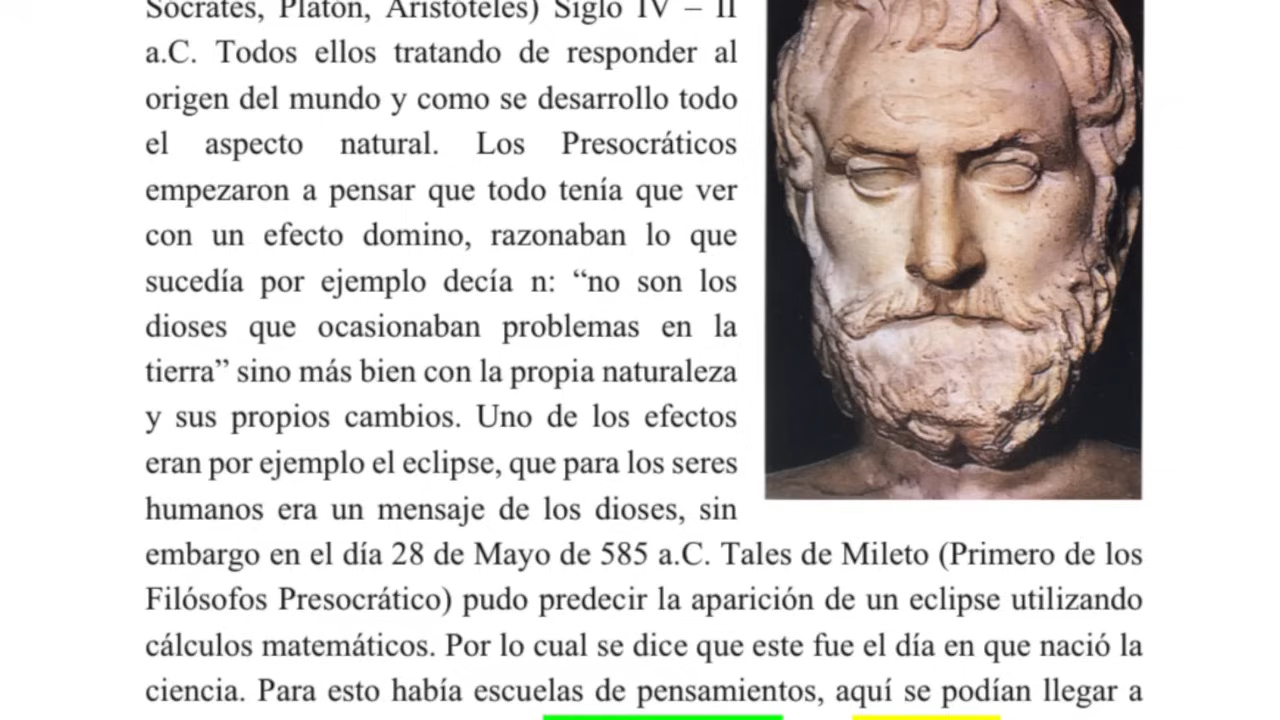 Sócrates, Platón, Aristóteles) Siglo IV – II
a.C. Todos ellos tratando de responder al
origen del mundo y como se desarrollo todo
el aspecto natural. Los Presocráticos
empezaron a pensar que todo tenía que ver
con un efecto domino, razonaban lo que
sucedía por ejemplo decía n: “no son los
dioses que ocasionaban problemas en la
tierra” sino más bien con la propia naturaleza
y sus propios cambios. Uno de los efectos
eran por ejemplo el eclipse, que para los seres
humanos era un mensaje de los dioses, sin
embargo en el día 28 de Mayo de 585 a.C. Tales de Mileto (Primero de los
Filósofos Presocrático) pudo predecir la aparición de un eclipse utilizando
cálculos matemáticos. Por lo cual se dice que este fue el día en que nació la
ciencia. Para esto había escuelas de pensamientos, aquí se podían llegar a